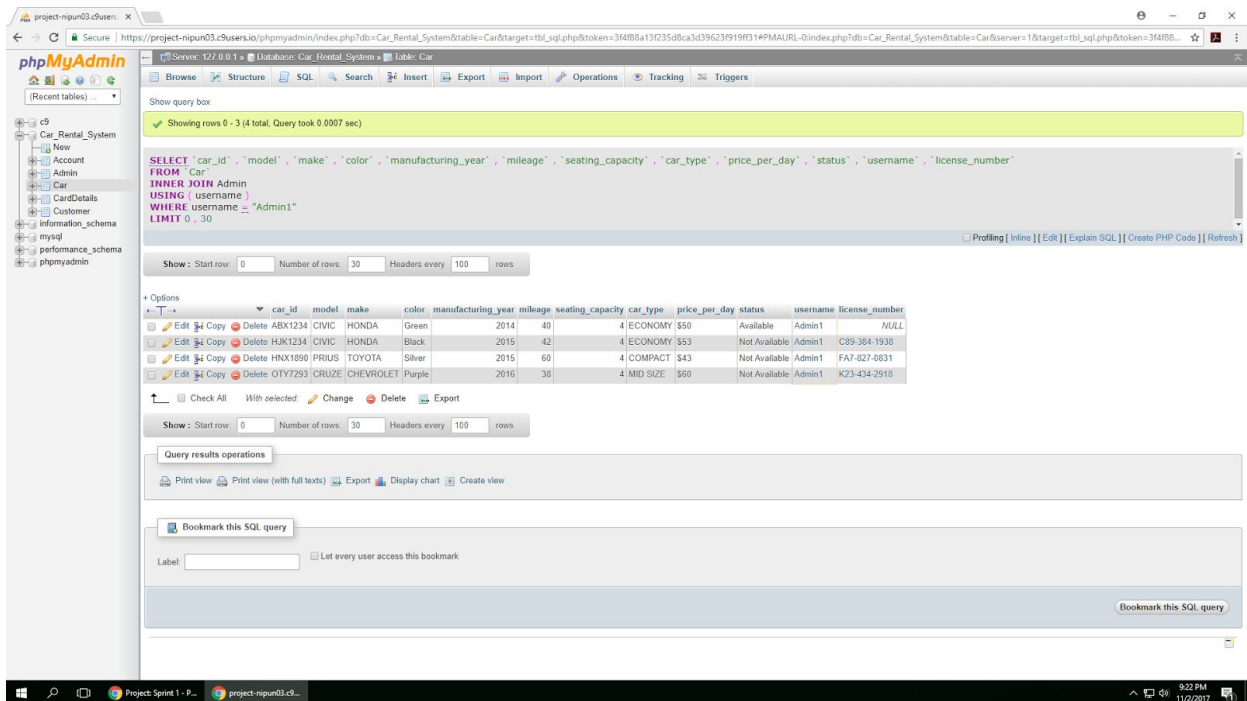 project-nipun03.c9users
Secure | https://project-nipun03.c9users.io/phpmyadmin/index.php?db=Car_Rental_System&table=Car&target=tbl_sql.php&token=3f4f88a13f235d8ca3d39623f919ff31#PMAURL-0:index.php?db=Car_Rental_System&table=Car&server=1&target=tbl_sql.php&token=3f4f88...
phpMyAdmin
(Recent tables) ...
c9
Car_Rental_System
New
Account
Admin
Car
CardDetails
Customer
information_schema
mysql
performance_schema
phpmyadmin
Server: 127.0.0.1 » Database: Car_Rental_System » Table: Car
Browse Structure SQL Search Insert Export Import Operations Tracking Triggers
Show query box
Showing rows 0 - 3 (4 total, Query took 0.0007 sec)
SELECT `car_id` , `model` , `make` , `color` , `manufacturing_year` , `mileage` , `seating_capacity` , `car_type` , `price_per_day` , `status` , `username` , `license_number`
FROM `Car`
INNER JOIN Admin
USING ( username )
WHERE username = "Admin1"
LIMIT 0 , 30
Profiling [ Inline ] [ Edit ] [ Explain SQL ] [ Create PHP Code ] [ Refresh ]
Show : Start row: 0 Number of rows: 30 Headers every 100 rows
+ Options
car_id model make color manufacturing_year mileage seating_capacity car_type price_per_day status username license_number
Edit Copy Delete ABX1234 CIVIC HONDA Green 2014 40 4 ECONOMY $50 Available Admin1 NULL
Edit Copy Delete HJK1234 CIVIC HONDA Black 2015 42 4 ECONOMY $53 Not Available Admin1 C89-384-1938
Edit Copy Delete HNX1890 PRIUS TOYOTA Silver 2015 60 4 COMPACT $43 Not Available Admin1 FA7-827-0831
Edit Copy Delete OTY7293 CRUZE CHEVROLET Purple 2016 38 4 MID SIZE $60 Not Available Admin1 K23-434-2918
Check All With selected: Change Delete Export
Show : Start row: 0 Number of rows: 30 Headers every 100 rows
Query results operations
Print view Print view (with full texts) Export Display chart Create view
Bookmark this SQL query
Label: Let every user access this bookmark
Bookmark this SQL query
Project: Sprint 1 - P... project-nipun03.c9...
9:22 PM
11/2/2017